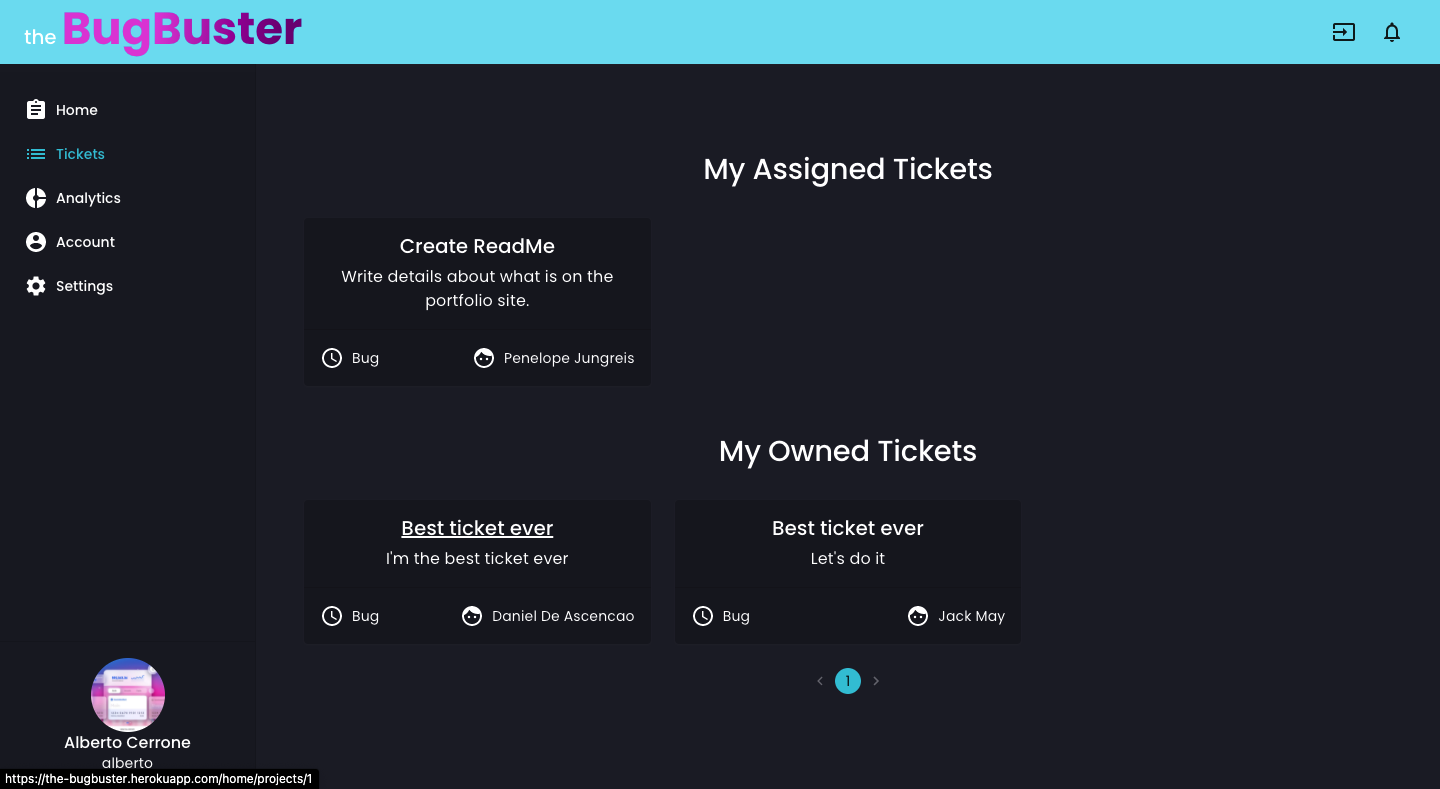 the BugBuster
Home
Tickets
Analytics
Account
Settings
My Assigned Tickets
Create ReadMe
Write details about what is on the
portfolio site.
Bug
Penelope Jungreis
My Owned Tickets
Best ticket ever
I'm the best ticket ever
Bug
Daniel De Ascencao
Best ticket ever
Let's do it
Bug
Jack May
1
Alberto Cerrone
alberto
https://the-bugbuster.herokuapp.com/home/projects/1